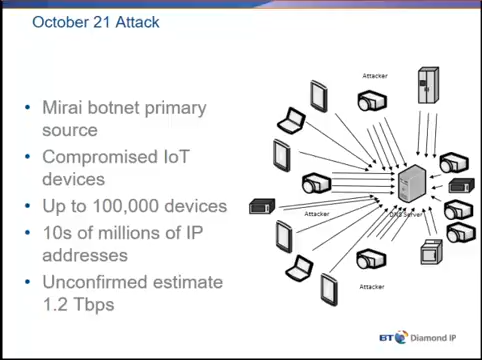 October 21 Attack
• Mirai botnet primary
source
• Compromised IoT
devices
• Up to 100,000 devices
• 10s of millions of IP
addresses
• Unconfirmed estimate
1.2 Tbps
Attacker
Attacker
DNS Server
Attacker
BT Diamond IP